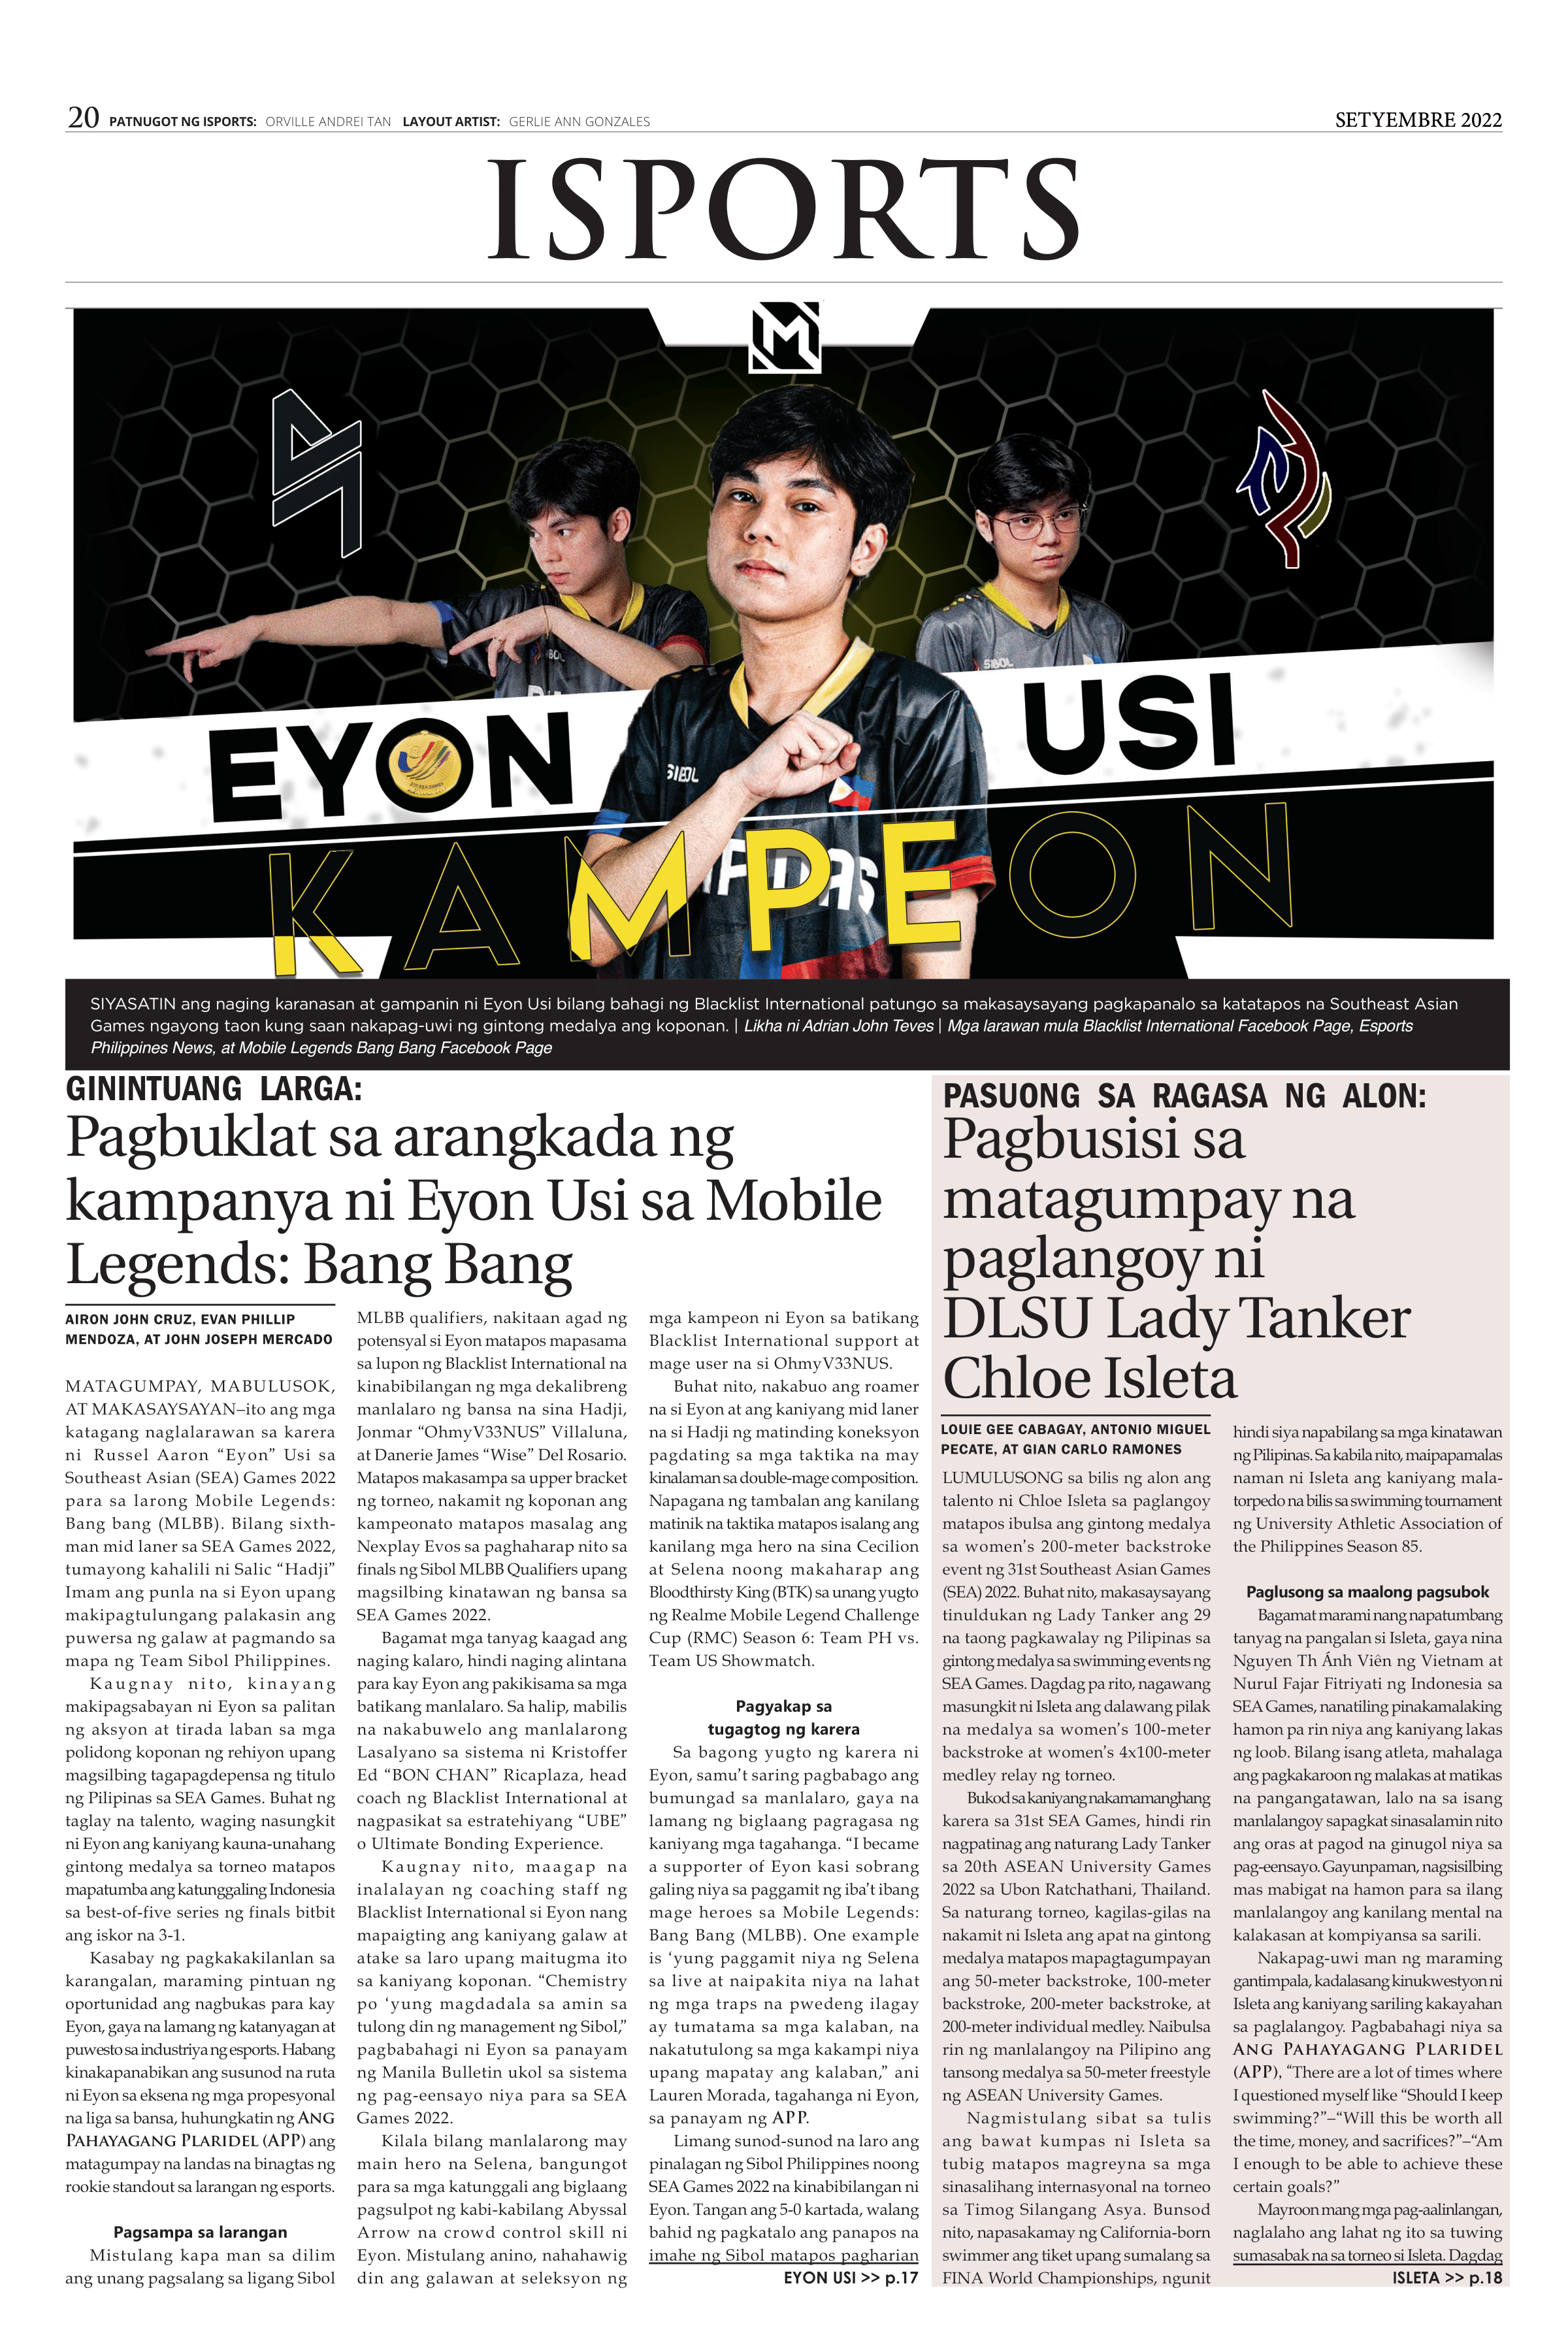 20 PATNUGOT NG ISPORTS: ORVILLE ANDREI TAN LAYOUT ARTIST: GERLIE ANN GONZALES
SETYEMBRE 2022
ISPORTS
SIBOL
SIBOL
SIBOL
EYON USI
KAMPEON
SIYASATIN ang naging karanasan at gampanin ni Eyon Usi bilang bahagi ng Blacklist International patungo sa makasaysayang pagkapanalo sa katatapos na Southeast Asian
Games ngayong taon kung saan nakapag-uwi ng gintong medalya ang koponan. | Likha ni Adrian John Teves | Mga larawan mula Blacklist International Facebook Page, Esports
Philippines News, at Mobile Legends Bang Bang Facebook Page
GININTUANG LARGA:
Pagbuklat sa arangkada ng
kampanya ni Eyon Usi sa Mobile
Legends: Bang Bang
AIRON JOHN CRUZ, EVAN PHILLIP
MENDOZA, AT JOHN JOSEPH MERCADO
MATAGUMPAY, MABULUSOK,
AT MAKASAYSAYAN–ito ang mga
katagang naglalarawan sa karera
ni Russel Aaron “Eyon” Usi sa
Southeast Asian (SEA) Games 2022
para sa larong Mobile Legends:
Bang bang (MLBB). Bilang sixth-
man mid laner sa SEA Games 2022,
tumayong kahalili ni Salic “Hadji”
Imam ang punla na si Eyon upang
makipagtulungang palakasin ang
puwersa ng galaw at pagmando sa
mapa ng Team Sibol Philippines.
Kaugnay nito, kinayang
makipagsabayan ni Eyon sa palitan
ng aksyon at tirada laban sa mga
polidong koponan ng rehiyon upang
magsilbing tagapagdepensa ng titulo
ng Pilipinas sa SEA Games. Buhat ng
taglay na talento, waging nasungkit
ni Eyon ang kaniyang kauna-unahang
gintong medalya sa torneo matapos
mapatumba ang katunggaling Indonesia
sa best-of-five series ng finals bitbit
ang iskor na 3-1.
Kasabay ng pagkakakilanlan sa
karangalan, maraming pintuan ng
oportunidad ang nagbukas para kay
Eyon, gaya na lamang ng katanyagan at
puwesto sa industriya ng esports. Habang
kinakapanabikan ang susunod na ruta
ni Eyon sa eksena ng mga propesyonal
na liga sa bansa, huhungkatin ng ANG
PAHAYAGANG PLARIDEL (APP) ang
matagumpay na landas na binagtas ng
rookie standout sa larangan ng esports.
Pagsampa sa larangan
Mistulang kapa man sa dilim
ang unang pagsalang sa ligang Sibol
MLBB qualifiers, nakitaan agad ng
potensyal si Eyon matapos mapasama
sa lupon ng Blacklist International na
kinabibilangan ng mga dekalibreng
manlalaro ng bansa na sina Hadji,
Jonmar “OhmyV33NUS” Villaluna,
at Danerie James “Wise” Del Rosario.
Matapos makasampa sa upper bracket
ng torneo, nakamit ng koponan ang
kampeonato matapos masalag ang
Nexplay Evos sa paghaharap nito sa
finals ng Sibol MLBB Qualifiers upang
magsilbing kinatawan ng bansa sa
SEA Games 2022.
Bagamat mga tanyag kaagad ang
naging kalaro, hindi naging alintana
para kay Eyon ang pakikisama sa mga
batikang manlalaro. Sa halip, mabilis
na nakabuwelo ang manlalarong
Lasalyano sa sistema ni Kristoffer
Ed “BON CHAN” Ricaplaza, head
coach ng Blacklist International at
nagpasikat sa estratehiyang “UBE”
o Ultimate Bonding Experience.
Kaugnay nito, maagap na
inalalayan ng coaching staff ng
Blacklist International si Eyon nang
mapaigting ang kaniyang galaw at
atake sa laro upang maitugma ito
sa kaniyang koponan. “Chemistry
po ‘yung magdadala sa amin sa
tulong din ng management ng Sibol,”
pagbabahagi ni Eyon sa panayam
ng Manila Bulletin ukol sa sistema
ng pag-eensayo niya para sa SEA
Games 2022.
Kilala bilang manlalarong may
main hero na Selena, bangungot
para sa mga katunggali ang biglaang
pagsulpot ng kabi-kabilang Abyssal
Arrow na crowd control skill ni
Eyon. Mistulang anino, nahahawig
din ang galawan at seleksyon ng
mga kampeon ni Eyon sa batikang
Blacklist International support at
mage user na si OhmyV33NUS.
Buhat nito, nakabuo ang roamer
na si Eyon at ang kaniyang mid laner
na si Hadji ng matinding koneksyon
pagdating sa mga taktika na may
kinalaman sa double-mage composition.
Napagana ng tambalan ang kanilang
matinik na taktika matapos isalang ang
kanilang mga hero na sina Cecilion
at Selena noong makaharap ang
Bloodthirsty King (BTK) sa unang yugto
ng Realme Mobile Legend Challenge
Cup (RMC) Season 6: Team PH vs.
Team US Showmatch.
Pagyakap sa
tugagtog ng karera
Sa bagong yugto ng karera ni
Eyon, samu’t saring pagbabago ang
bumungad sa manlalaro, gaya na
lamang ng biglaang pagragasa ng
kaniyang mga tagahanga. “I became
a supporter of Eyon kasi sobrang
galing niya sa paggamit ng iba’t ibang
mage heroes sa Mobile Legends:
Bang Bang (MLBB). One example
is ‘yung paggamit niya ng Selena
sa live at naipakita niya na lahat
ng mga traps na pwedeng ilagay
ay tumatama sa mga kalaban, na
nakatutulong sa mga kakampi niya
upang mapatay ang kalaban,” ani
Lauren Morada, tagahanga ni Eyon,
sa panayam ng APP.
Limang sunod-sunod na laro ang
pinalagan ng Sibol Philippines noong
SEA Games 2022 na kinabibilangan ni
Eyon. Tangan ang 5-0 kartada, walang
bahid ng pagkatalo ang panapos na
imahe ng Sibol matapos pagharian
EYON USI >> p.17
PASUONG SA RAGASA NG ALON:
Pagbusisi sa
matagumpay na
paglangoy ni
DLSU Lady Tanker
Chloe Isleta
LOUIE GEE CABAGAY, ANTONIO MIGUEL
PECATE, AT GIAN CARLO RAMONES
LUMULUSONG sa bilis ng alon ang
talento ni Chloe Isleta sa paglangoy
matapos ibulsa ang gintong medalya
sa women’s 200-meter backstroke
event ng 31st Southeast Asian Games
(SEA) 2022. Buhat nito, makasaysayang
tinuldukan ng Lady Tanker ang 29
na taong pagkawalay ng Pilipinas sa
gintong medalya sa swimming events ng
SEA Games. Dagdag pa rito, nagawang
masungkit ni Isleta ang dalawang pilak
na medalya sa women’s 100-meter
backstroke at women’s 4x100-meter
medley relay ng torneo.
Bukod sa kaniyang nakamamanghang
karera sa 31st SEA Games, hindi rin
nagpatinag ang naturang Lady Tanker
sa 20th ASEAN University Games
2022 sa Ubon Ratchathani, Thailand.
Sa naturang torneo, kagilas-gilas na
nakamit ni Isleta ang apat na gintong
medalya matapos mapagtagumpayan
ang 50-meter backstroke, 100-meter
backstroke, 200-meter backstroke, at
200-meter individual medley. Naibulsa
rin ng manlalangoy na Pilipino ang
tansong medalya sa 50-meter freestyle
ng ASEAN University Games.
Nagmistulang sibat sa tulis
ang bawat kumpas ni Isleta sa
tubig matapos magreyna sa mga
sinasalihang internasyonal na torneo
sa Timog Silangang Asya. Bunsod
nito, napasakamay ng California-born
swimmer ang tiket upang sumalang sa
FINA World Championships, ngunit
hindi siya napabilang sa mga kinatawan
ng Pilipinas. Sa kabila nito, maipapamalas
naman ni Isleta ang kaniyang mala-
torpedo na bilis sa swimming tournament
ng University Athletic Association of
the Philippines Season 85.
Paglusong sa maalong pagsubok
Bagamat marami nang napatumbang
tanyag na pangalan si Isleta, gaya nina
Nguyen Th Ánh Viên ng Vietnam at
Nurul Fajar Fitriyati ng Indonesia sa
SEA Games, nanatiling pinakamalaking
hamon pa rin niya ang kaniyang lakas
ng loob. Bilang isang atleta, mahalaga
ang pagkakaroon ng malakas at matikas
na pangangatawan, lalo na sa isang
manlalangoy sapagkat sinasalamin nito
ang oras at pagod na ginugol niya sa
pag-eensayo. Gayunpaman, nagsisilbing
mas mabigat na hamon para sa ilang
manlalangoy ang kanilang mental na
kalakasan at kompiyansa sa sarili.
Nakapag-uwi man ng maraming
gantimpala, kadalasang kinukwestyon ni
Isleta ang kaniyang sariling kakayahan
sa paglalangoy. Pagbabahagi niya sa
ANG PAHAYAGANG PLARIDEL
(APP), “There are a lot of times where
I questioned myself like “Should I keep
swimming?”–“Will this be worth all
the time, money, and sacrifices?”–“Am
I enough to be able to achieve these
certain goals?”
Mayroon mang mga pag-aalinlangan,
naglalaho ang lahat ng ito sa tuwing
sumasabak na sa torneo si Isleta. Dagdag
ISLETA >> p.18